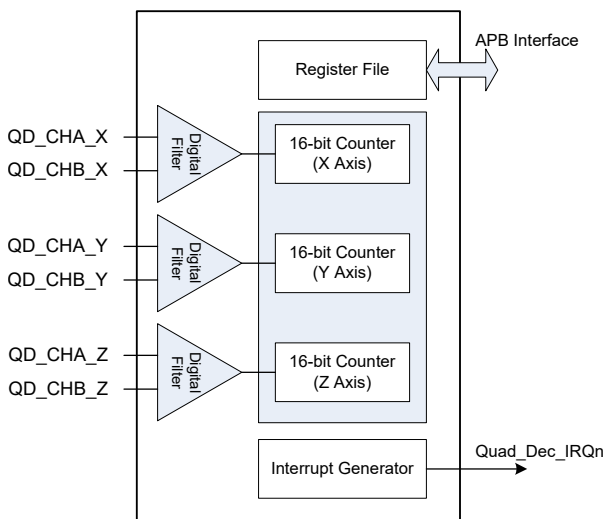 APB Interface
Register File
QD_CHA_X
QD_CHB_X
Digital
Filter
16-bit Counter
(X Axis)
QD_CHA_Y
QD_CHB_Y
Digital
Filter
16-bit Counter
(Y Axis)
QD_CHA_Z
QD_CHB_Z
Digital
Filter
16-bit Counter
(Z Axis)
Interrupt Generator
Quad_Dec_IRQn